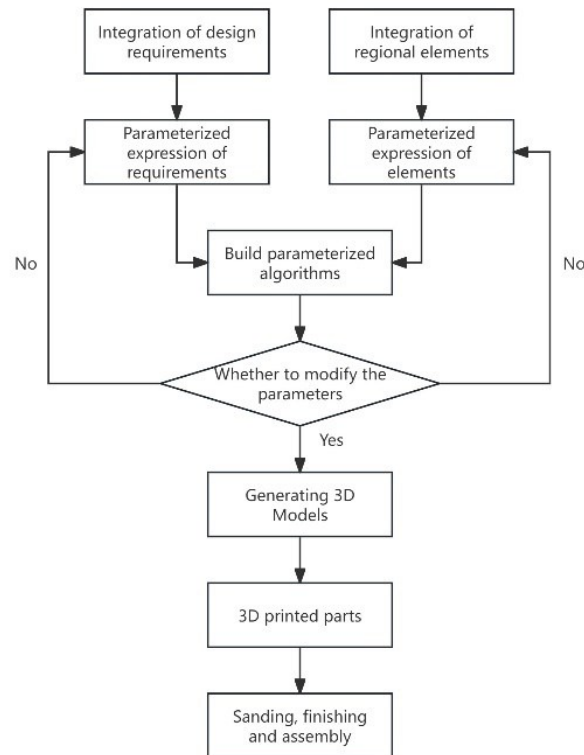 Integration of design
requirements
Integration of
regional elements
Parameterized
expression of
requirements
Parameterized
expression of
elements
Build parameterized
algorithms
No
No
Whether to modify the
parameters
Yes
Generating 3D
Models
3D printed parts
Sanding, finishing
and assembly